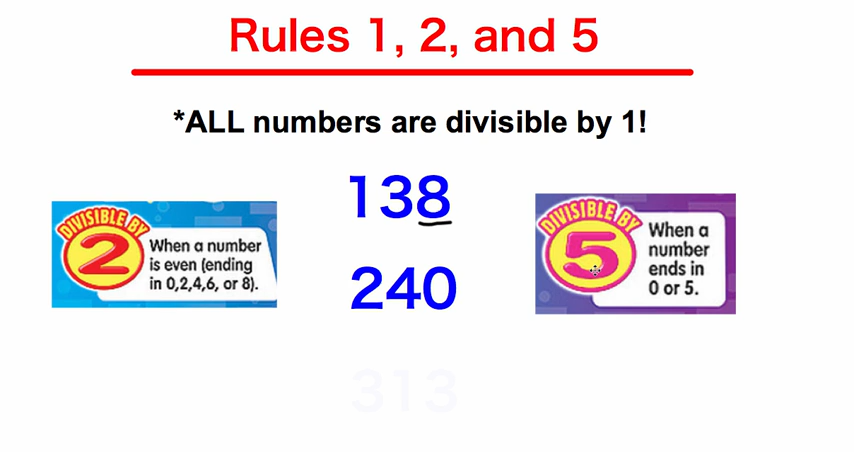 Rules 1, 2, and 5
*ALL numbers are divisible by 1!
138
DIVISIBLE BY
2
When a number
is even (ending
in 0,2,4,6, or 8).
240
DIVISIBLE BY
5
When a
number
ends in
0 or 5.
313